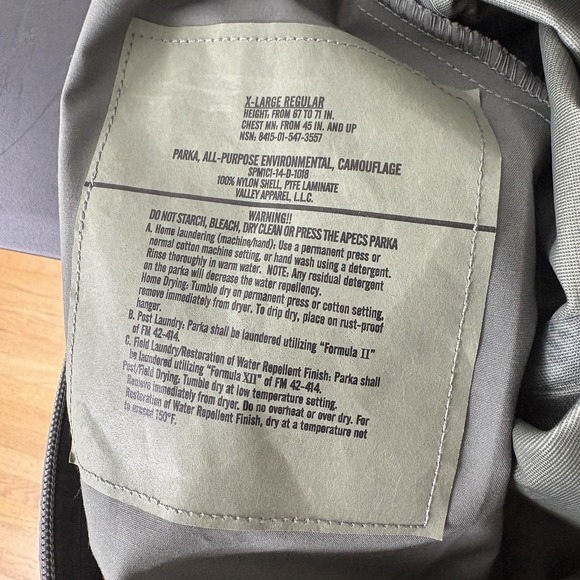 X-LARGE REGULAR
HEIGHT, FROM 67 TO 71 IN.
CHEST MN, FROM 45 IN. AND UP
NSN: 8415-01-547-3557
PARKA, ALL-PURPOSE ENVIRONMENTAL, CAMOUFLAGE
SPM1C1-14-D-1018
100% NYLON SHELL, PTFE LAMINATE
VALLEY APPAREL, L.L.C.
WARNING!!
DO NOT STARCH, BLEACH, DRY CLEAN OR PRESS THE APECS PARKA
A. Home laundering (machine/hand): Use a permanent press or
normal cotton machine setting, or hand wash using a detergent.
Rinse thoroughly in warm water. NOTE: Any residual detergent
on the parka will decrease the water repellency.
Home Drying: Tumble dry on permanent press or cotton setting,
remove immediately from dryer. To drip dry, place on rust-proof
hanger.
B. Post Laundry: Parka shall be laundered utilizing "Formula II"
of FM 42-414.
C. Field Laundry/Restoration of Water Repellent Finish: Parka shall
be laundered utilizing "Formula XII" of FM 42-414.
Post/Field Drying: Tumble dry at low temperature setting.
Remove immediately from dryer. Do no overheat or over dry. For
Restoration of Water Repellent Finish, dry at a temperature not
to exceed 150°F.